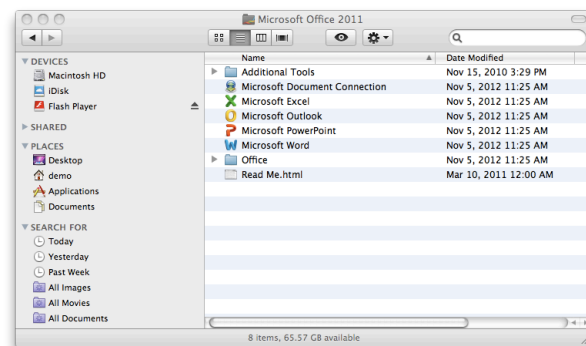 Microsoft Office 2011
Name Date Modified
DEVICES
Macintosh HD
iDisk
Flash Player
SHARED
PLACES
Desktop
demo
Applications
Documents
SEARCH FOR
Today
Yesterday
Past Week
All Images
All Movies
All Documents
Additional Tools Nov 15, 2010 3:29 PM
Microsoft Document Connection Nov 5, 2012 11:25 AM
Microsoft Excel Nov 5, 2012 11:25 AM
Microsoft Outlook Nov 5, 2012 11:25 AM
Microsoft PowerPoint Nov 5, 2012 11:25 AM
Microsoft Word Nov 5, 2012 11:25 AM
Office Nov 5, 2012 11:25 AM
Read Me.html Mar 10, 2011 12:00 AM
8 items, 65.57 GB available